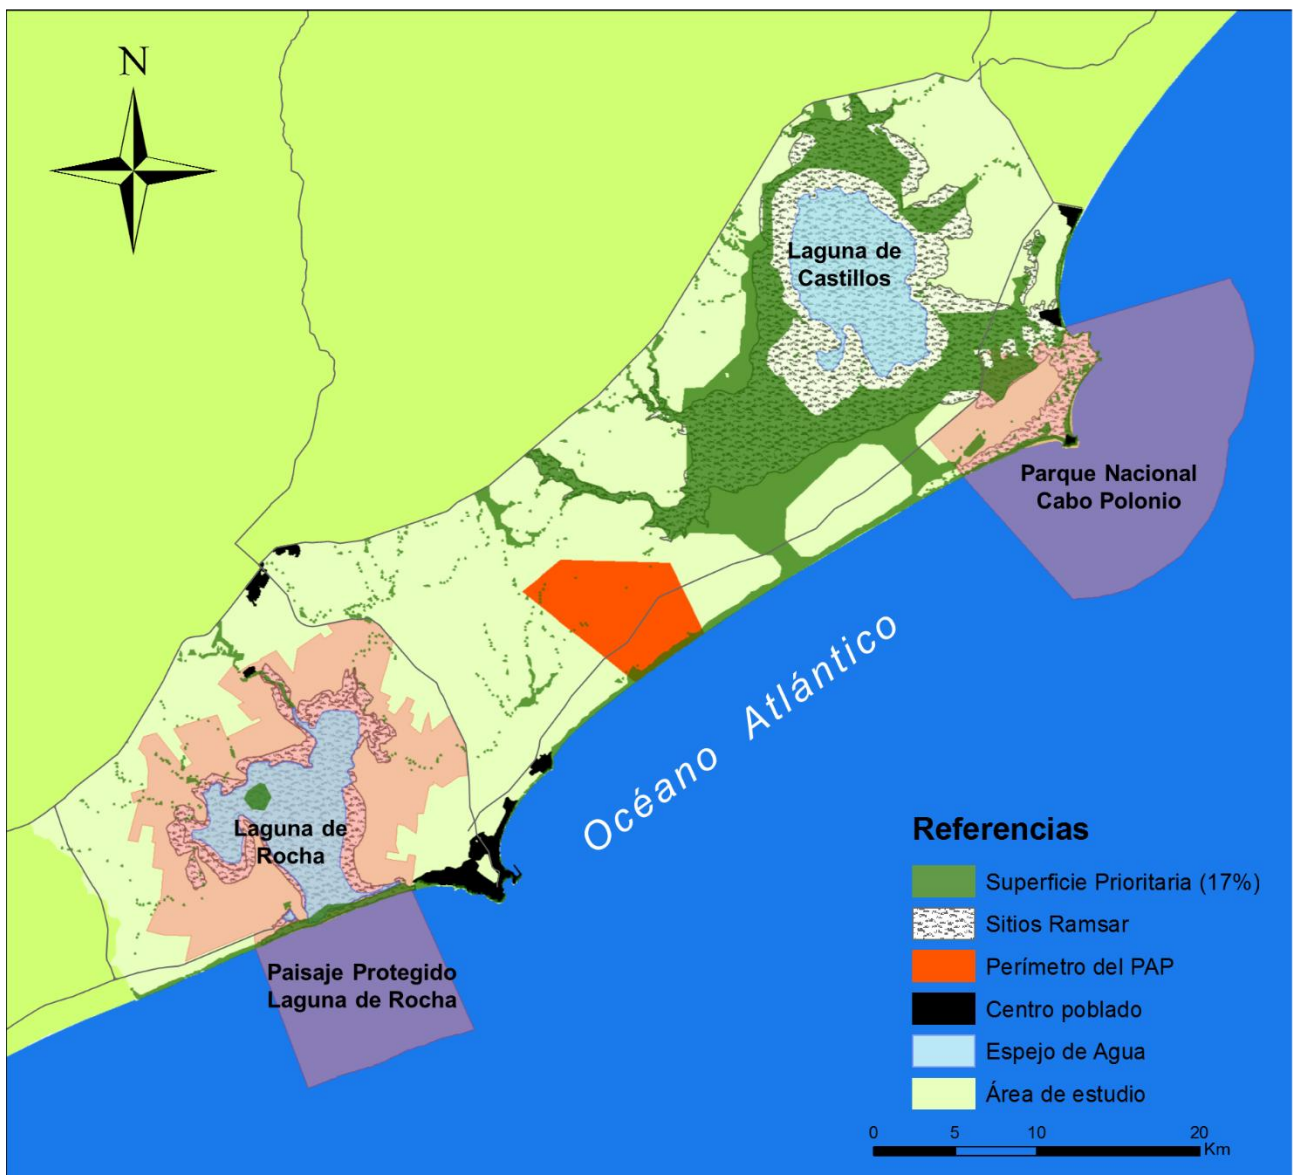 N
Laguna de
Castillos
Parque Nacional
Cabo Polonio
Océano Atlántico
Laguna de
Rocha
Paisaje Protegido
Laguna de Rocha
Referencias
Superficie Prioritaria (17%)
Sitios Ramsar
Perímetro del PAP
Centro poblado
Espejo de Agua
Área de estudio
0 5 10 20
Km